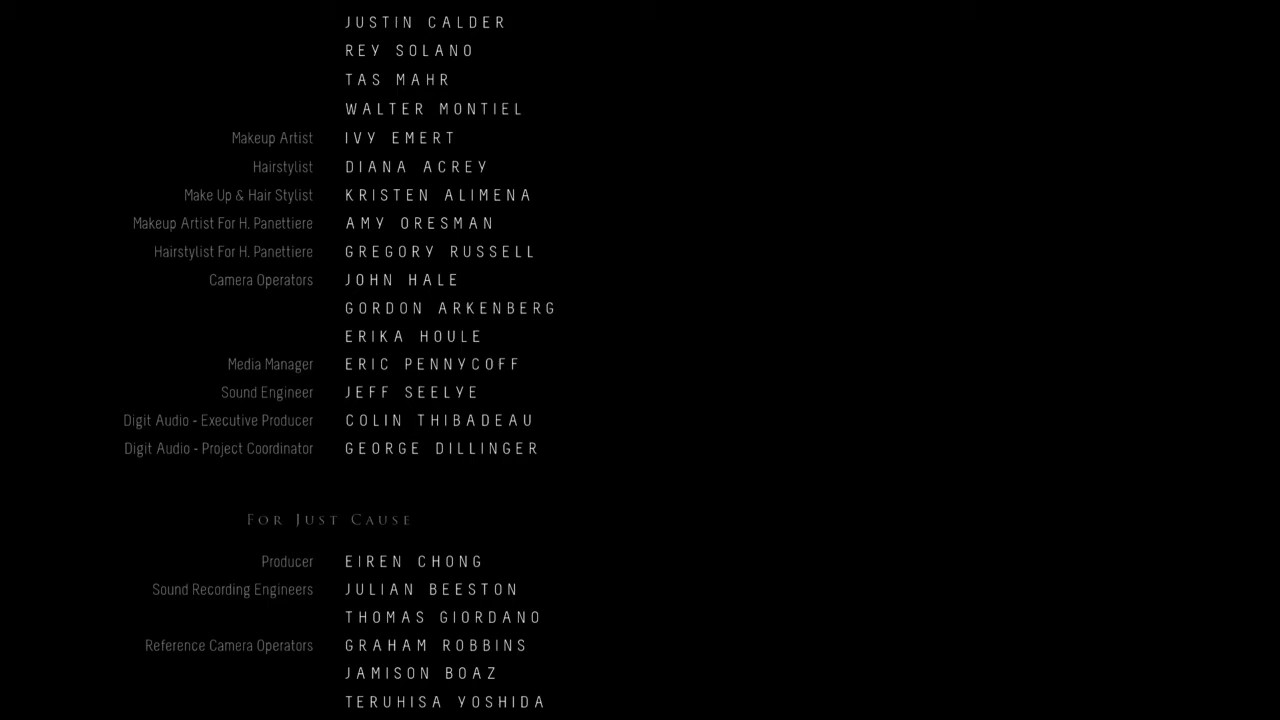 JUSTIN CALDER
REY SOLANO
TAS MAHR
WALTER MONTIEL
Makeup Artist IVY EMERT
Hairstylist DIANA ACREY
Make Up & Hair Stylist KRISTEN ALIMENA
Makeup Artist For H. Panettiere AMY ORESMAN
Hairstylist For H. Panettiere GREGORY RUSSELL
Camera Operators JOHN HALE
GORDON ARKENBERG
ERIKA HOULE
Media Manager ERIC PENNYCOFF
Sound Engineer JEFF SEELYE
Digit Audio - Executive Producer COLIN THIBADEAU
Digit Audio - Project Coordinator GEORGE DILLINGER
FOR JUST CAUSE
Producer EIREN CHONG
Sound Recording Engineers JULIAN BEESTON
THOMAS GIORDANO
Reference Camera Operators GRAHAM ROBBINS
JAMISON BOAZ
TERUHISA YOSHIDA